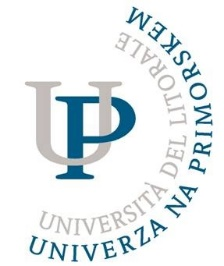 UP
UNIVERSITÀ DEL LITORALE
UNIVERZA NA PRIMORSKEM